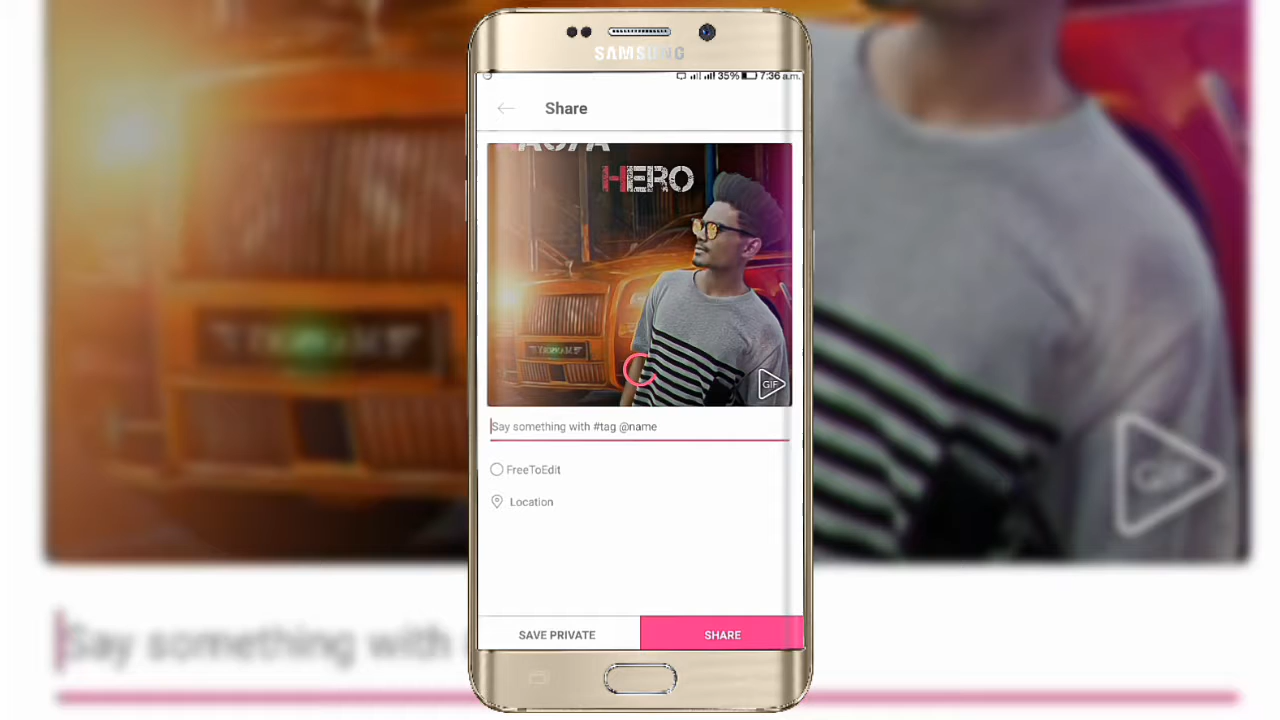 SAMSUNG
35% 7:36 a.m.
Share
HERO
GIF
Say something with #tag @name
FreeToEdit
Location
SAVE PRIVATE
SHARE
GIF
Say something with